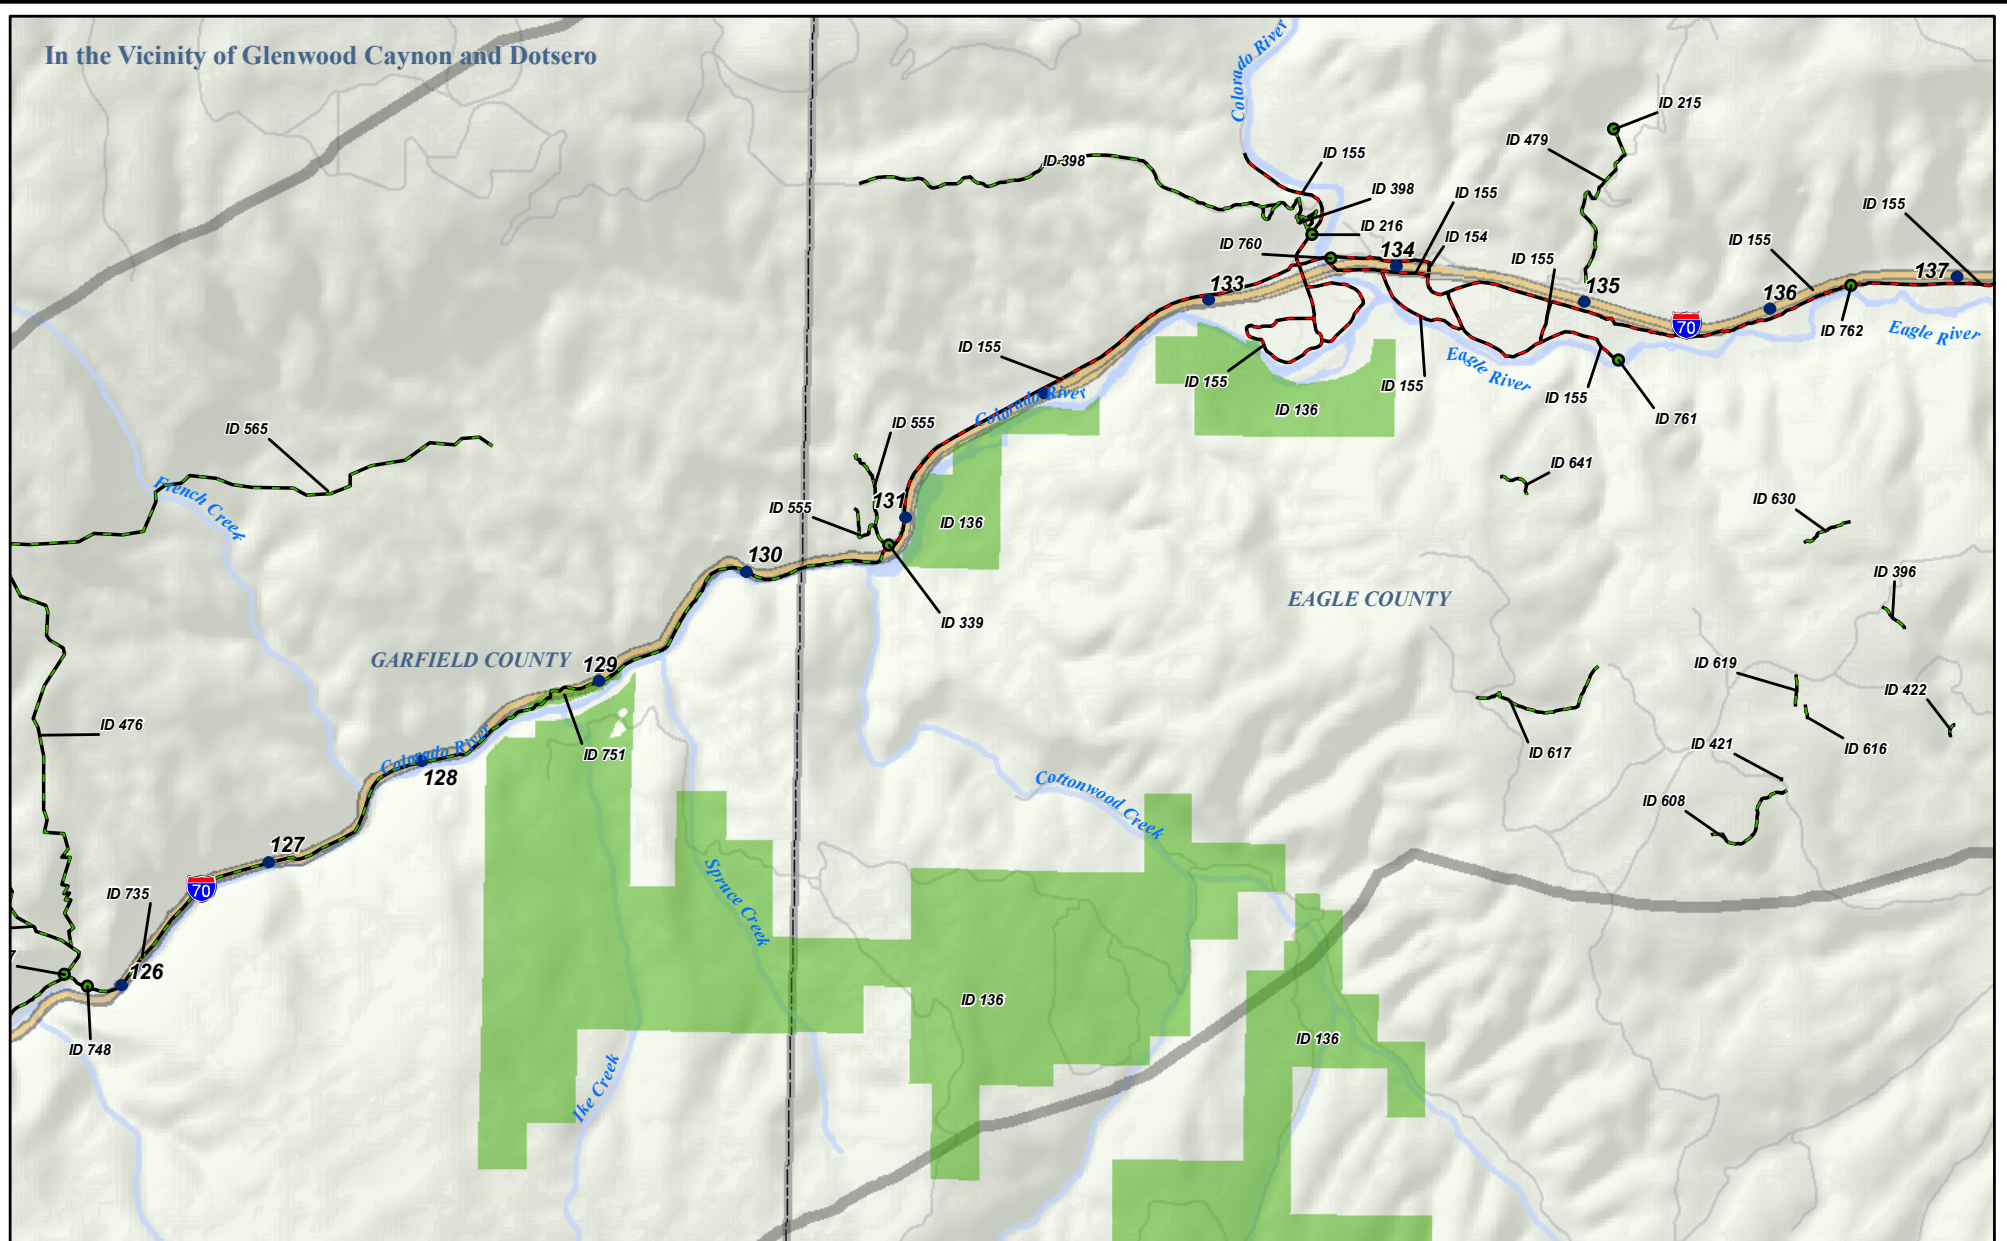 In the Vicinity of Glenwood Caynon and Dotsero
Colorado River
ID 215
ID 479
ID 398
ID 155
ID 398
ID 155
ID 155
ID 216
ID 760
134
ID 154
ID 155
ID 155
137
133
135
136
70
ID 762
Eagle River
ID 155
ID 155
ID 155
Eagle River
ID 155
ID 136
ID 761
Colorado River
ID 565
ID 555
ID 641
French Creek
131
ID 555
ID 136
ID 630
130
ID 396
EAGLE COUNTY
ID 339
GARFIELD COUNTY
129
ID 619
ID 422
ID 476
Colorado River
ID 751
ID 617
ID 421
ID 616
128
Cottonwood Creek
ID 608
127
70
ID 735
Spruce Creek
7
126
ID 136
ID 748
ID 136
Ike Creek